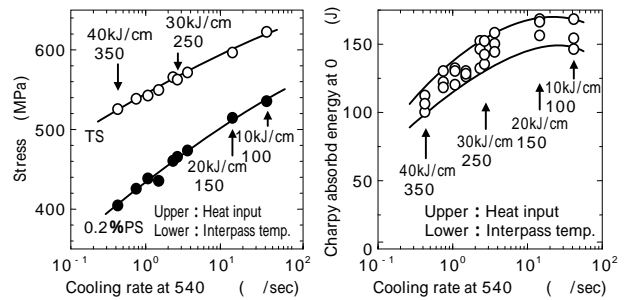 600
500
400
Stress (MPa)
40kJ/cm
350
30kJ/cm
250
TS
20kJ/cm
150
10kJ/cm
100
0.2%PS
Upper : Heat input
Lower : Interpass temp.
10-1 100 101 102
Cooling rate at 540 ( /sec)
150
100
50
0
Charpy absorbd energy at 0 (J)
40kJ/cm
350
30kJ/cm
250
20kJ/cm
150
10kJ/cm
100
Upper : Heat input
Lower : Interpass temp.
10-1 100 101 102
Cooling rate at 540 ( /sec)